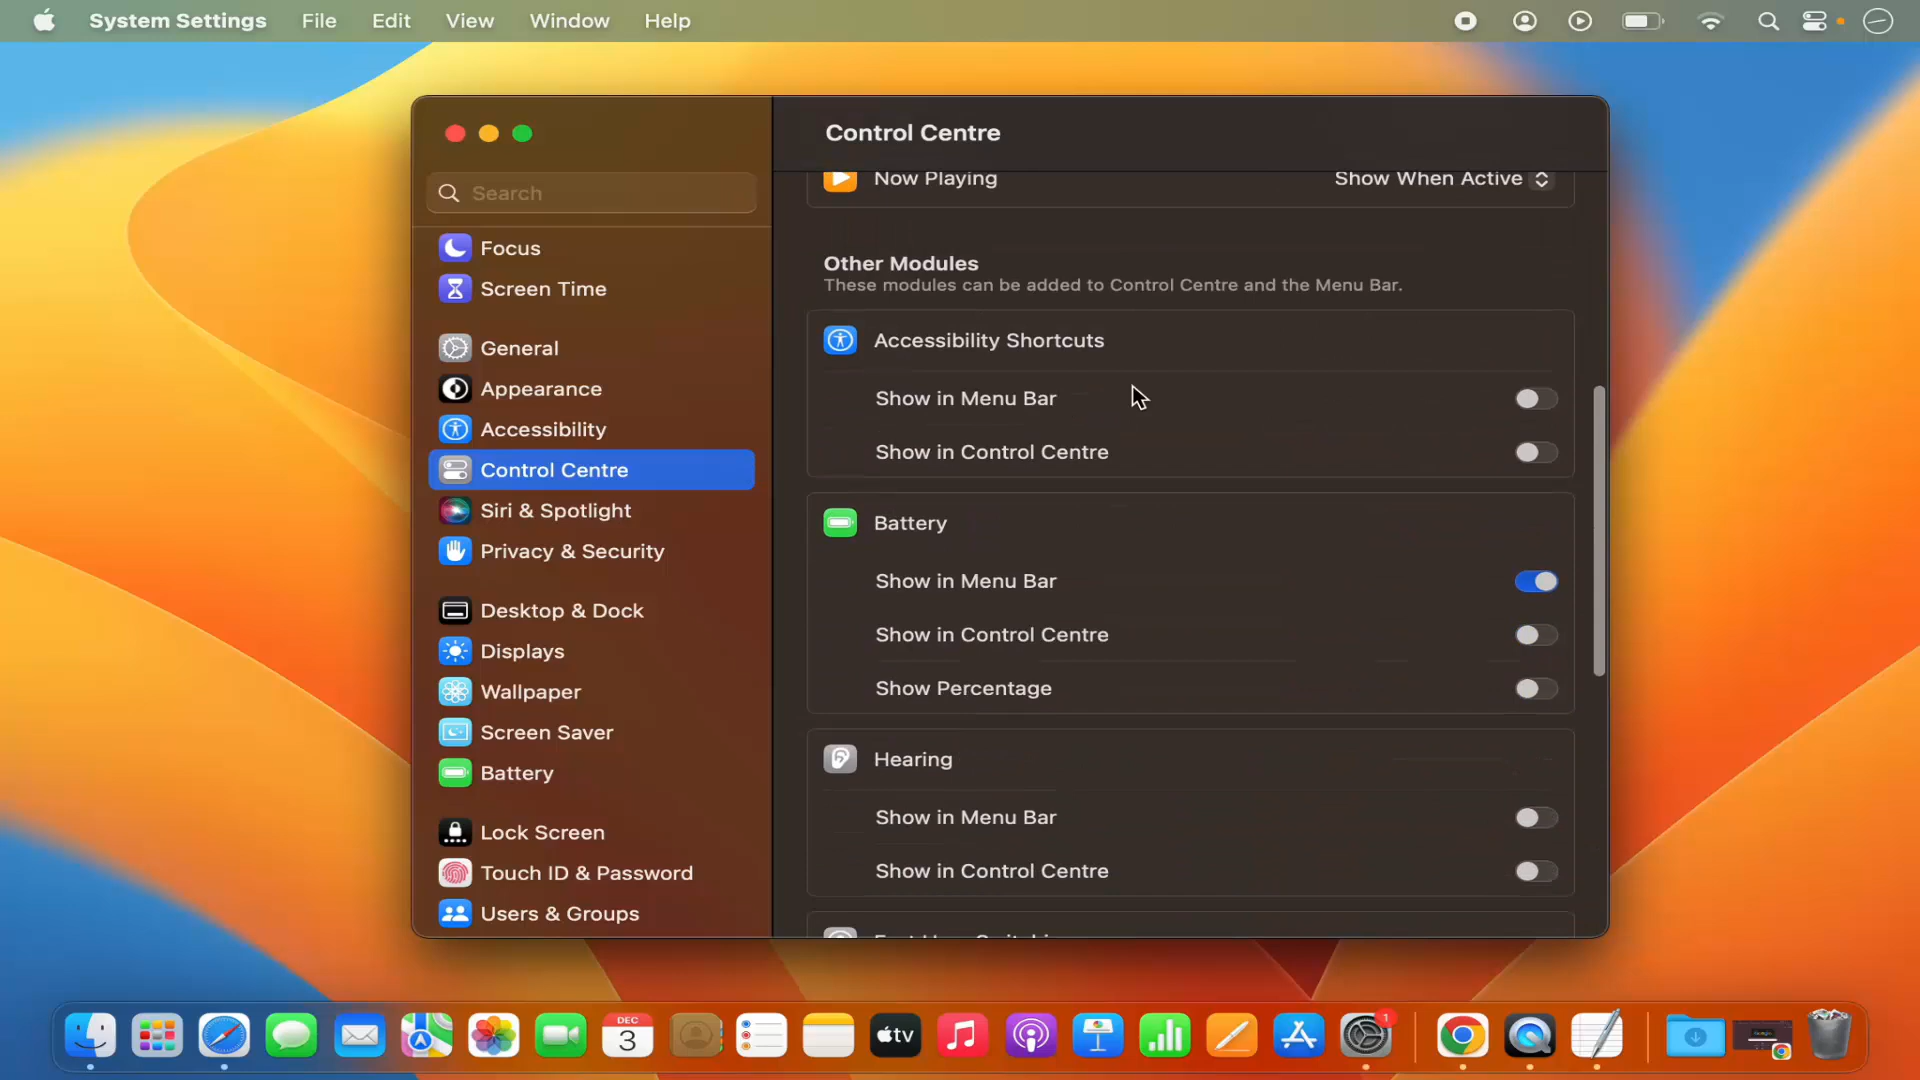 System Settings File Edit View Window Help
Control Centre
Search
Focus
Screen Time
General
Appearance
Accessibility
Control Centre
Siri & Spotlight
Privacy & Security
Desktop & Dock
Displays
Wallpaper
Screen Saver
Battery
Lock Screen
Touch ID & Password
Users & Groups
Now Playing Show When Active
Other Modules
These modules can be added to Control Centre and the Menu Bar.
Accessibility Shortcuts
Show in Menu Bar
Show in Control Centre
Battery
Show in Menu Bar
Show in Control Centre
Show Percentage
Hearing
Show in Menu Bar
Show in Control Centre
DEC
3
tv
1